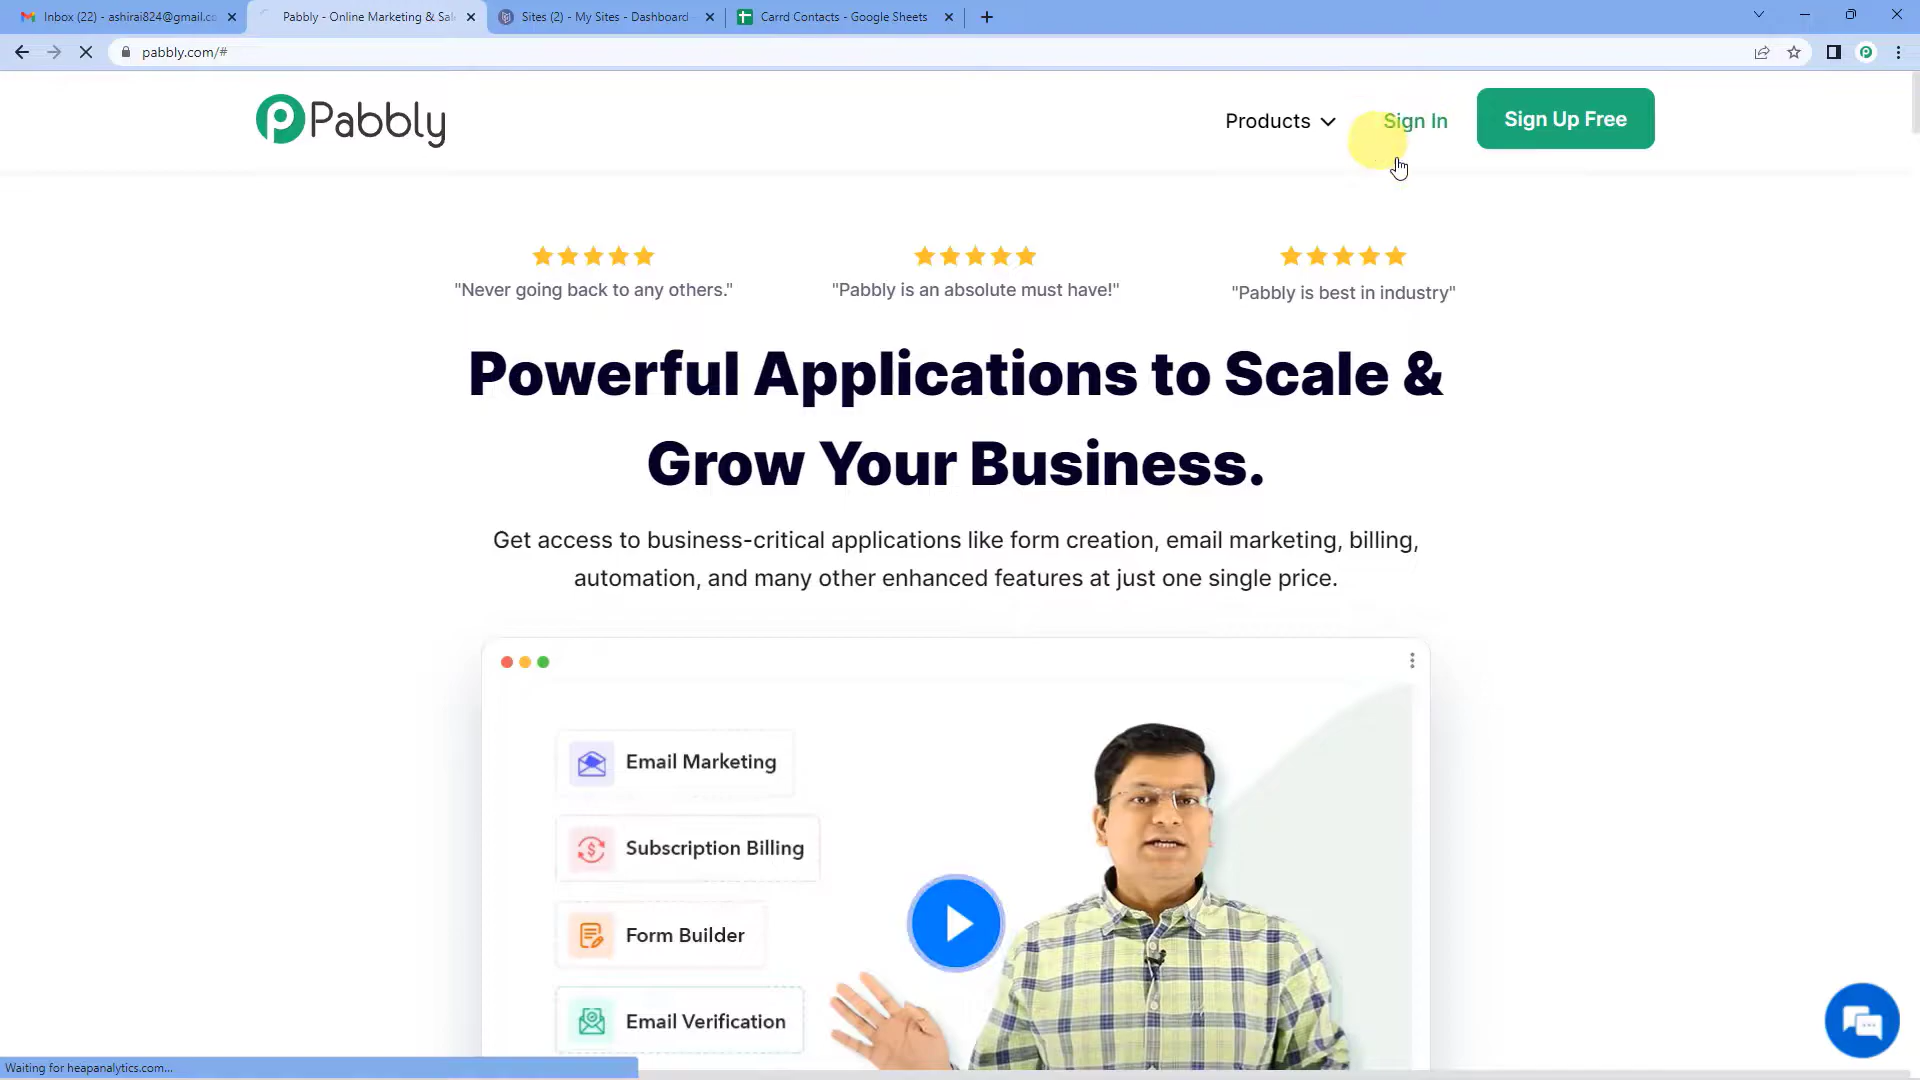 Inbox (22) - ashirai824@gmail.co
Pabbly - Online Marketing & Sal
Sites (2) - My Sites - Dashboard
Carrd Contacts - Google Sheets
pabbly.com/#
Pabbly
Products
Sign In
Sign Up Free
"Never going back to any others."
"Pabbly is an absolute must have!"
"Pabbly is best in industry"
Powerful Applications to Scale &
Grow Your Business.
Get access to business-critical applications like form creation, email marketing, billing,
automation, and many other enhanced features at just one single price.
Email Marketing
Subscription Billing
Form Builder
Email Verification
Waiting for heapanalytics.com...